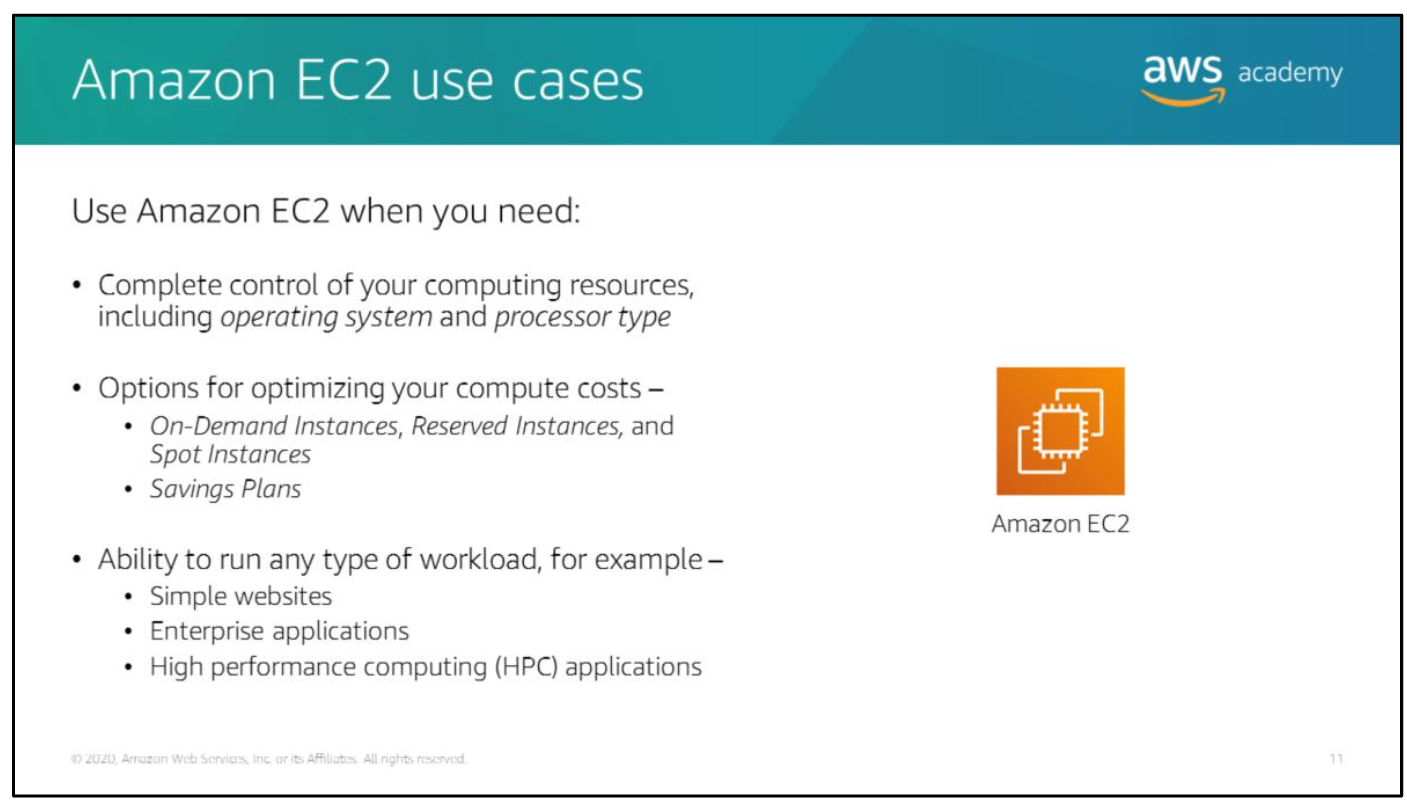 Amazon EC2 use cases
aws academy
Use Amazon EC2 when you need:
• Complete control of your computing resources,
including operating system and processor type
• Options for optimizing your compute costs –
• On-Demand Instances, Reserved Instances, and
Spot Instances
• Savings Plans
• Ability to run any type of workload, for example –
• Simple websites
• Enterprise applications
• High performance computing (HPC) applications
Amazon EC2
© 2020, Amazon Web Services, Inc. or its Affiliates. All rights reserved.
11